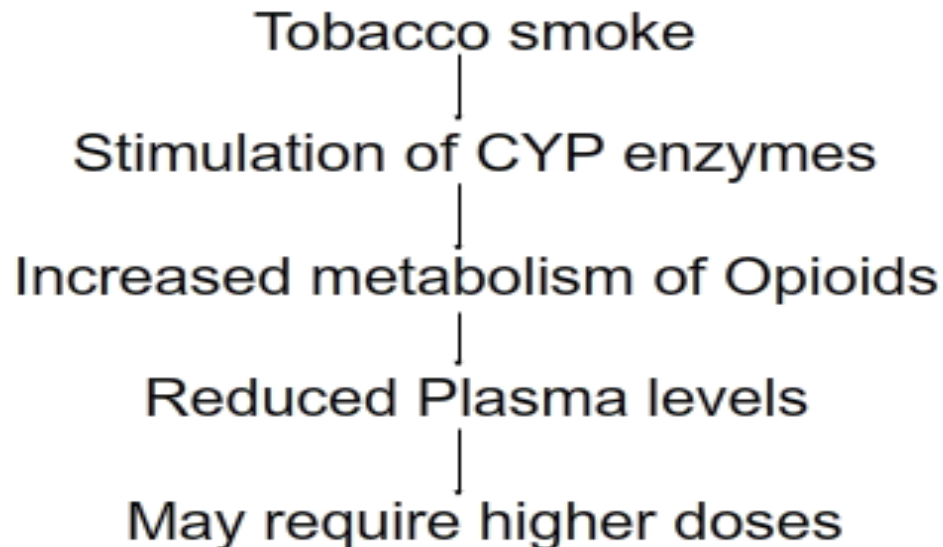 Tobacco smoke
Stimulation of CYP enzymes
Increased metabolism of Opioids
Reduced Plasma levels
May require higher doses